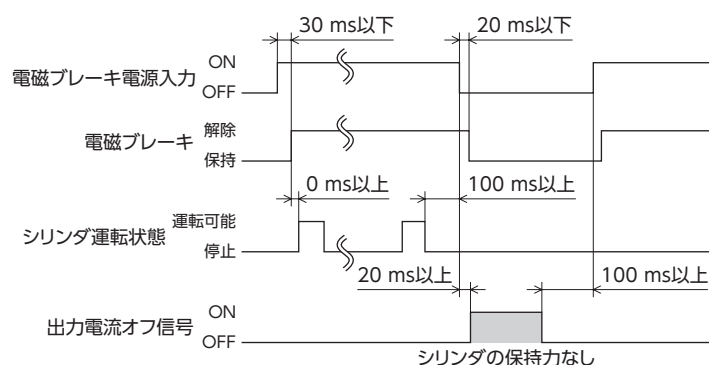 30 ms以下
20 ms以下
電磁ブレーキ電源入力
ON
OFF
電磁ブレーキ
解除
保持
0 ms以上
100 ms以上
シリンダ運転状態
運転可能
停止
20 ms以上
100 ms以上
出力電流オフ信号
ON
OFF
シリンダの保持力なし